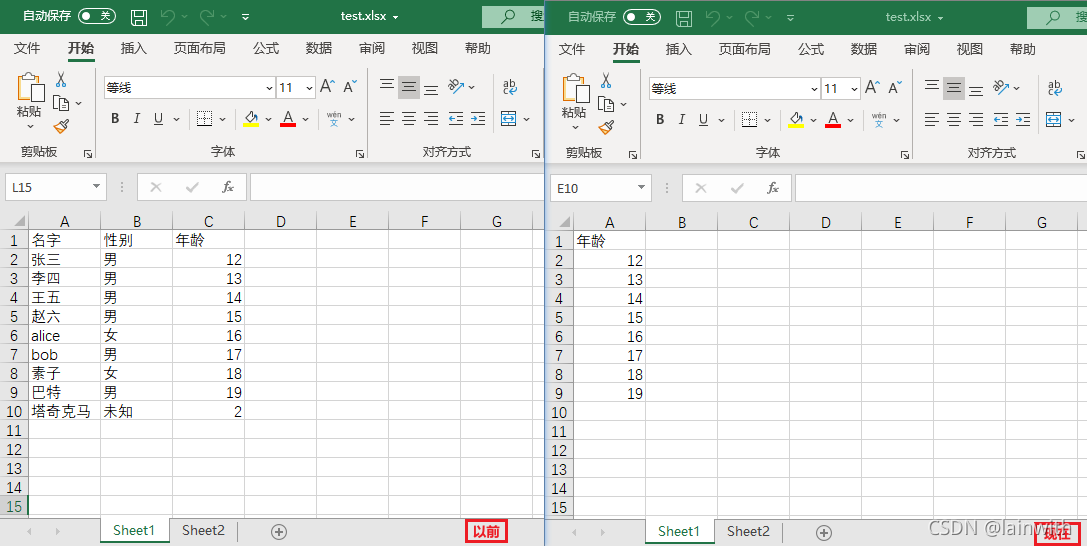 自动保存 关 test.xlsx 搜
文件 开始 插入 页面布局 公式 数据 审阅 视图 帮助
等线 11 A A ab
粘贴 B I U A wén 文
剪贴板 字体 对齐方式
L15 fx
A B C D E F G
1 名字 性别 年龄
2 张三 男 12
3 李四 男 13
4 王五 男 14
5 赵六 男 15
6 alice 女 16
7 bob 男 17
8 素子 女 18
9 巴特 男 19
10 塔奇克马 未知 2
11
12
13
14
15
Sheet1 Sheet2 以前
自动保存 关 test.xlsx 搜
文件 开始 插入 页面布局 公式 数据 审阅 视图 帮助
等线 11 A A ab
粘贴 B I U A wén 文
剪贴板 字体 对齐方式
E10 fx
A B C D E F G
1 年龄
2 12
3 13
4 14
5 15
6 16
7 17
8 18
9 19
10
11
12
13
14
15
Sheet1 Sheet2 现在
CSDN @lainwith